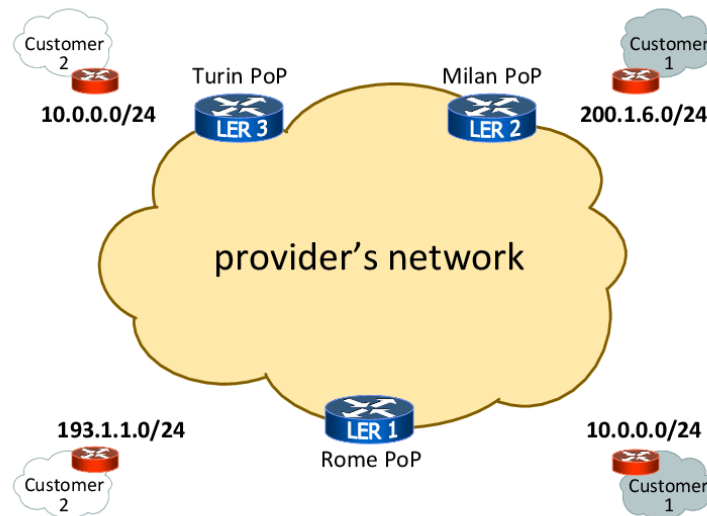 Customer
2
10.0.0.0/24
Turin PoP
LER 3
Milan PoP
LER 2
Customer
1
200.1.6.0/24
provider's network
193.1.1.0/24
Customer
2
LER 1
Rome PoP
10.0.0.0/24
Customer
1